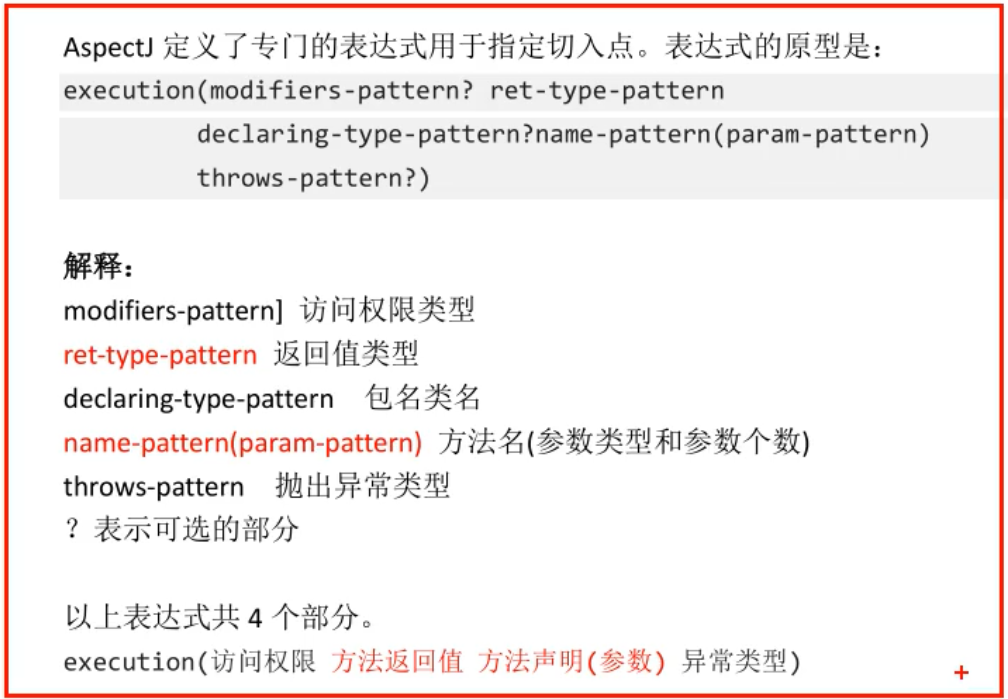 AspectJ 定义了专门的表达式用于指定切入点。表达式的原型是：
execution(modifiers-pattern? ret-type-pattern
declaring-type-pattern?name-pattern(param-pattern)
throws-pattern?)
解释：
modifiers-pattern] 访问权限类型
ret-type-pattern 返回值类型
declaring-type-pattern 包名类名
name-pattern(param-pattern) 方法名(参数类型和参数个数)
throws-pattern 抛出异常类型
？表示可选的部分
以上表达式共 4 个部分。
execution(访问权限 方法返回值 方法声明(参数) 异常类型)
+